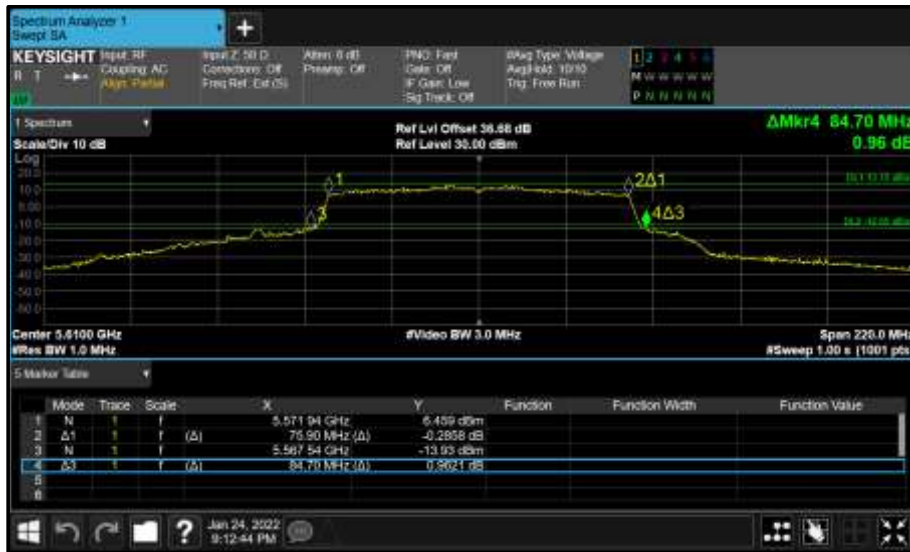 Spectrum Analyzer 1
Swept SA
+
KEYSIGHT
R T
Input: RF
Coupling: AC
Align: Partial
Input Z: 50 Ω
Corrections: Off
Freq Ref: Ext (S)
Atten: 6 dB
Preamp: Off
PNO: Fast
Gate: Off
IF Gain: Low
Sig Track: Off
#Avg Type: Voltage
Avg|Hold: 10/10
Trig: Free Run
1 2 3 4 5 6
M W W W W W
P N N N N N
1 Spectrum
Scale/Div 10 dB
Ref Lvl Offset 36.68 dB
Ref Level 30.00 dBm
ΔMkr4 84.70 MHz
0.96 dB
Log
20.0
10.0
0.00
-10.0
-20.0
-30.0
-40.0
-50.0
1
2Δ1
3
4Δ3
Center 5.6100 GHz
#Res BW 1.0 MHz
#Video BW 3.0 MHz
Span 220.0 MHz
#Sweep 1.00 s (1001 pts
5 Marker Table
Mode Trace Scale X Y Function Function Width Function Value
1 N 1 f 5.571 94 GHz 6.459 dBm
2 Δ1 1 f (Δ) 75.90 MHz (Δ) -0.2858 dB
3 N 1 f 5.567 54 GHz -13.93 dBm
4 Δ3 1 f (Δ) 84.70 MHz (Δ) 0.9621 dB
5
6
?
Jan 24, 2022
9:12:44 PM